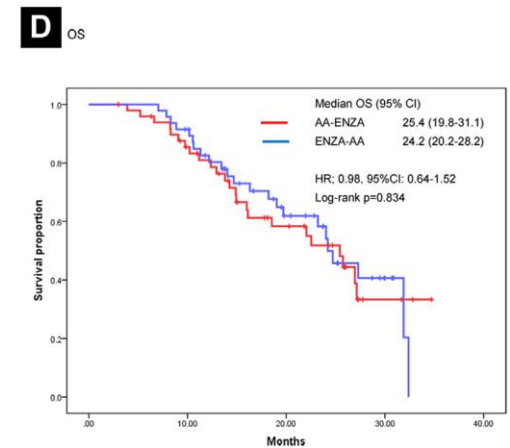 D OS
Median OS (95% CI)
AA-ENZA 25.4 (19.8-31.1)
ENZA-AA 24.2 (20.2-28.2)
HR; 0.98, 95%CI: 0.64-1.52
Log-rank p=0.834
Survival proportion
1.0
0.8
0.6
0.4
0.2
0.0
.00 10.00 20.00 30.00 40.00
Months